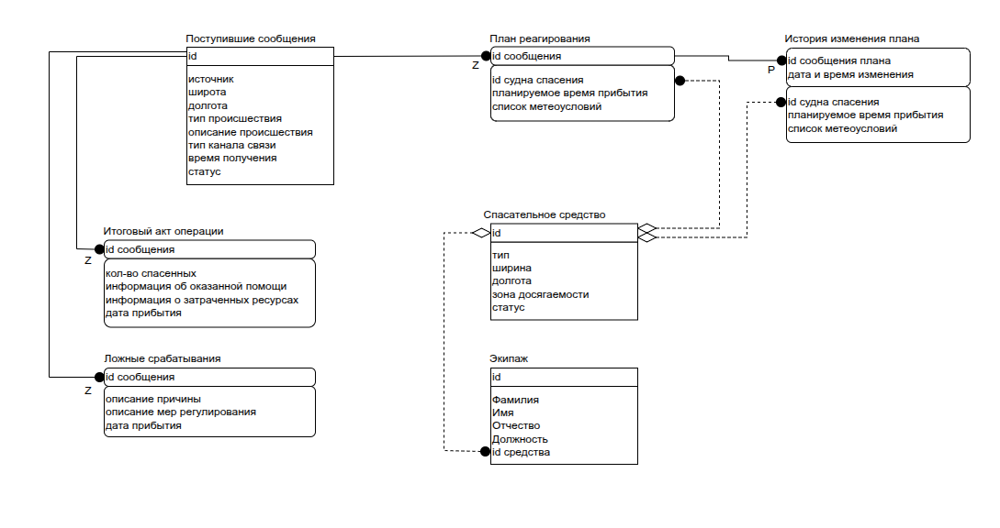 Поступившие сообщения
id
источник
широта
долгота
тип происшествия
описание происшествия
тип канала связи
время получения
статус
План реагирования
id сообщения
Z
id судна спасения
планируемое время прибытия
список метеоусловий
История изменения плана
id сообщения плана
P
дата и время изменения
id судна спасения
планируемое время прибытия
список метеоусловий
Итоговый акт операции
id сообщения
Z
кол-во спасенных
информация об оказанной помощи
информация о затраченных ресурсах
дата прибытия
Спасательное средство
id
тип
ширина
долгота
зона досягаемости
статус
Ложные срабатывания
id сообщения
Z
описание причины
описание мер регулирования
дата прибытия
Экипаж
id
Фамилия
Имя
Отчество
Должность
id средства